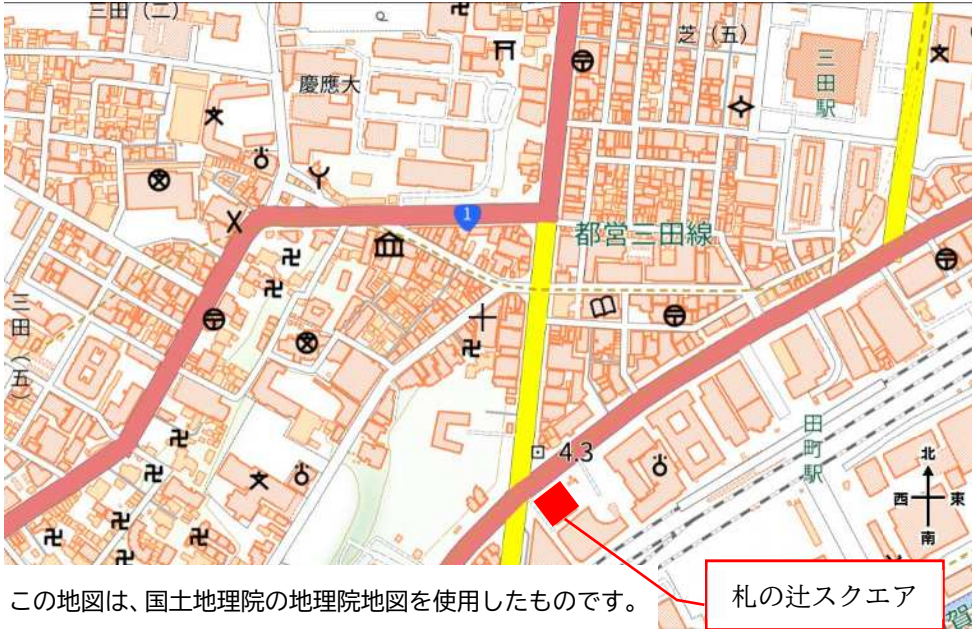 三田（二）
慶應大
芝（五）
三田駅
1
都営三田線
三田（五）
4.3
田町駅
北
西 東
南
札の辻スクエア
この地図は、国土地理院の地理院地図を使用したものです。